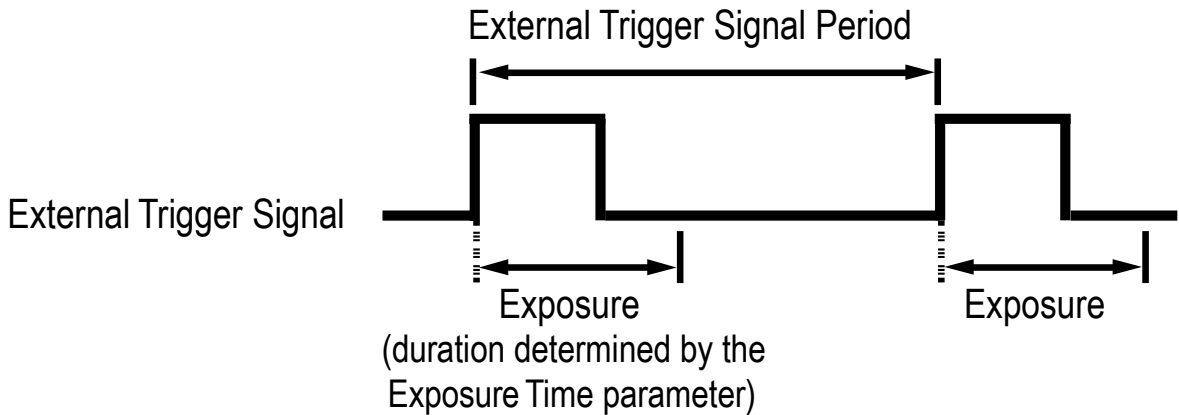 External Trigger Signal Period
External Trigger Signal
Exposure
(duration determined by the
Exposure Time parameter)
Exposure